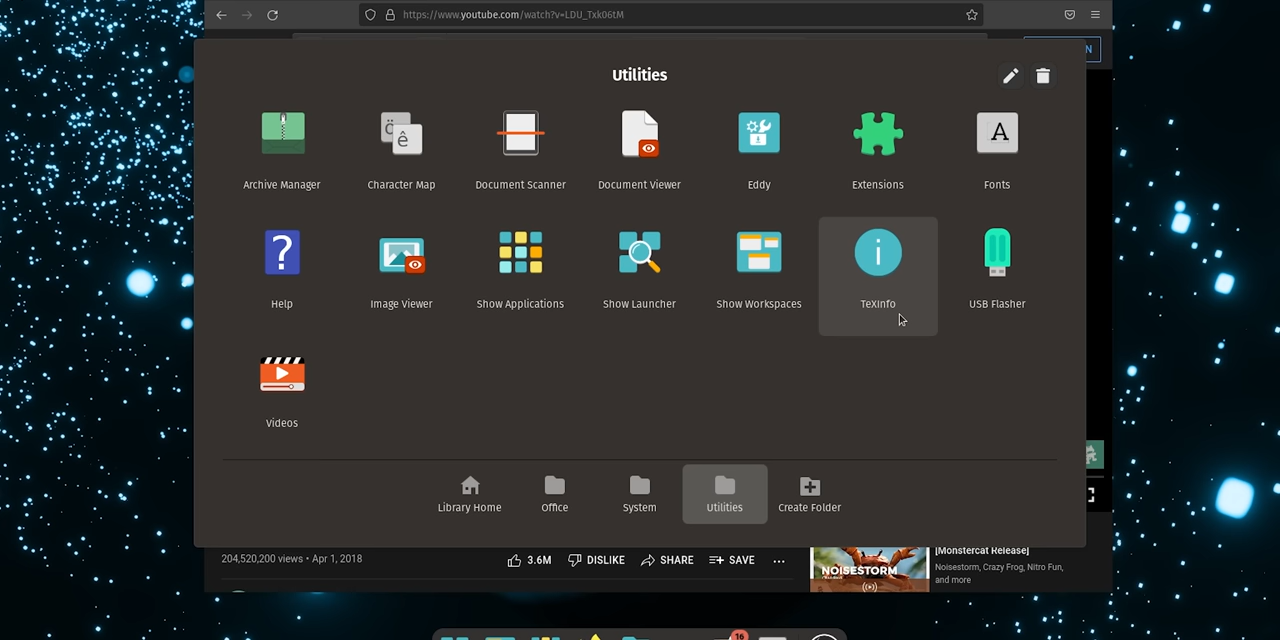 https://www.youtube.com/watch?v=LDU_Txk06tM
N
Utilities
Archive Manager
Character Map
Document Scanner
Document Viewer
Eddy
Extensions
Fonts
Help
Image Viewer
Show Applications
Show Launcher
Show Workspaces
TeXInfo
USB Flasher
Videos
Library Home
Office
System
Utilities
Create Folder
204,520,200 views • Apr 1, 2018
3.6M
DISLIKE
SHARE
SAVE
NOISESTORM
[Monstercat Release]
Noisestorm, Crazy Frog, Nitro Fun,
and more
16